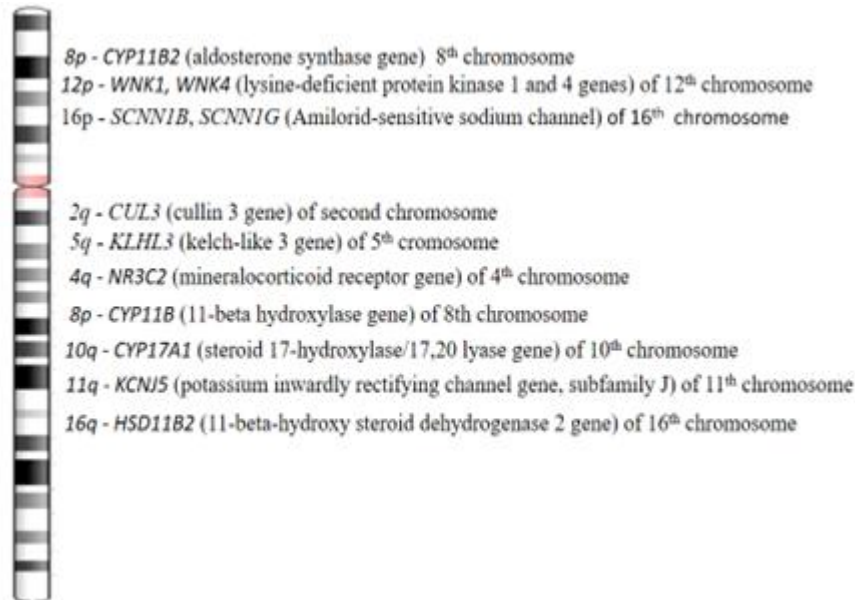 8p - CYP11B2 (aldosterone synthase gene) 8th chromosome
12p - WNK1, WNK4 (lysine-deficient protein kinase 1 and 4 genes) of 12th chromosome
16p - SCNN1B, SCNN1G (Amilorid-sensitive sodium channel) of 16th chromosome
2q - CUL3 (cullin 3 gene) of second chromosome
5q - KLHL3 (kelch-like 3 gene) of 5th cromosome
4q - NR3C2 (mineralocorticoid receptor gene) of 4th chromosome
8p - CYP11B (11-beta hydroxylase gene) of 8th chromosome
10q - CYP17A1 (steroid 17-hydroxylase/17,20 lyase gene) of 10th chromosome
11q - KCNJ5 (potassium inwardly rectifying channel gene, subfamily J) of 11th chromosome
16q - HSD11B2 (11-beta-hydroxy steroid dehydrogenase 2 gene) of 16th chromosome